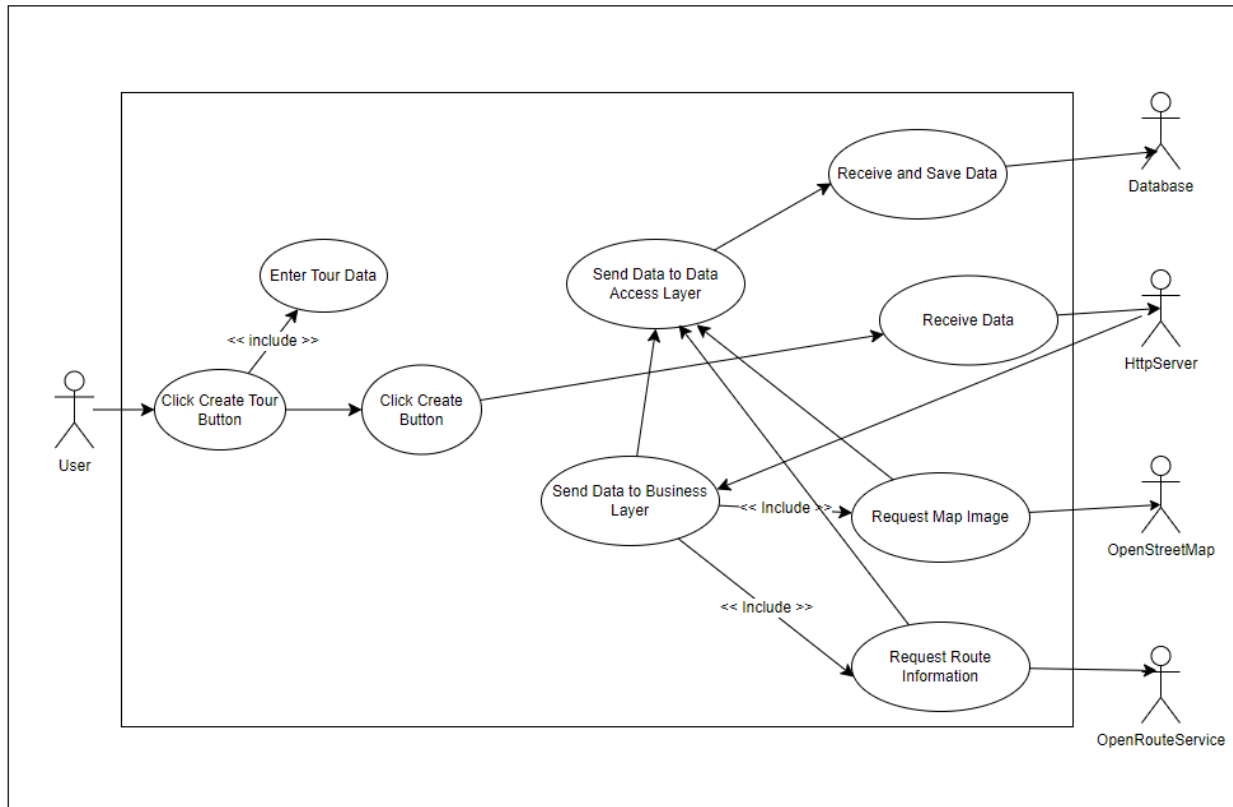 Database
Receive and Save Data
Enter Tour Data
Send Data to Data
Access Layer
Receive Data
<< include >>
HttpServer
Click Create Tour
Button
Click Create
Button
User
Send Data to Business
Layer
<< Include >>
Request Map Image
OpenStreetMap
<< Include >>
Request Route
Information
OpenRouteService